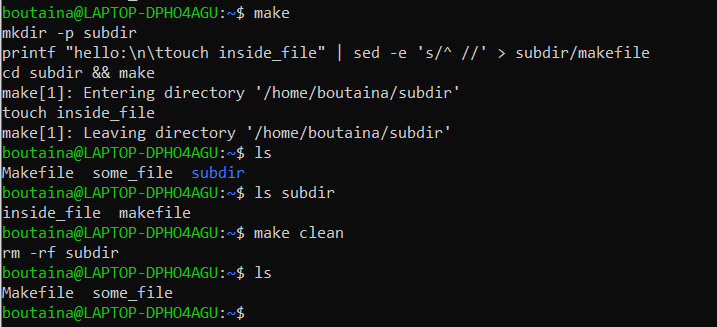 boutaina@LAPTOP-DPHO4AGU:~$ make
mkdir -p subdir
printf "hello:\n\ttouch inside_file" | sed -e 's/^ //' > subdir/makefile
cd subdir && make
make[1]: Entering directory '/home/boutaina/subdir'
touch inside_file
make[1]: Leaving directory '/home/boutaina/subdir'
boutaina@LAPTOP-DPHO4AGU:~$ ls
Makefile  some_file  subdir
boutaina@LAPTOP-DPHO4AGU:~$ ls subdir
inside_file  makefile
boutaina@LAPTOP-DPHO4AGU:~$ make clean
rm -rf subdir
boutaina@LAPTOP-DPHO4AGU:~$ ls
Makefile  some_file
boutaina@LAPTOP-DPHO4AGU:~$